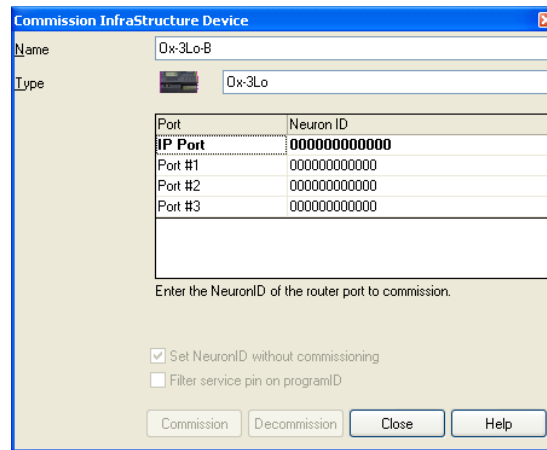 Commission InfraStructure Device
Name Ox-3Lo-B
Type Ox-3Lo
Port Neuron ID
IP Port 000000000000
Port #1 000000000000
Port #2 000000000000
Port #3 000000000000
Enter the NeuronID of the router port to commission.
Set NeuronID without commissioning
Filter service pin on programID
Commission Decommission Close Help